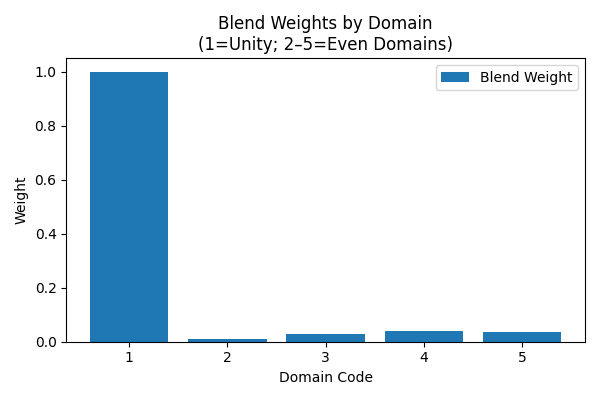 Blend Weights by Domain
(1=Unity; 2–5=Even Domains)
Blend Weight
Weight
1.0
0.8
0.6
0.4
0.2
0.0
1 2 3 4 5
Domain Code